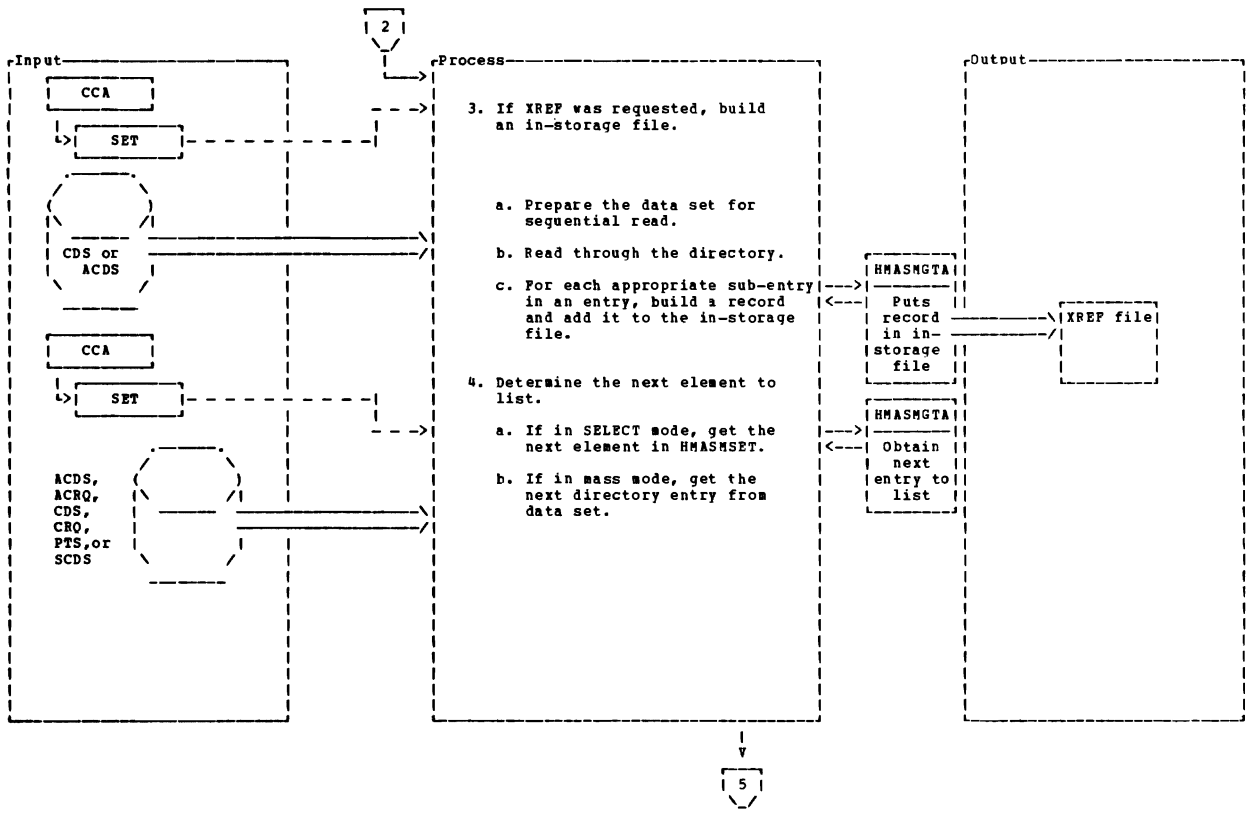 2
Input
Process
Output
CCA
SET
3. If XREF was requested, build
an in-storage file.
CDS or
ACDS
a. Prepare the data set for
sequential read.
b. Read through the directory.
c. For each appropriate sub-entry
in an entry, build a record
and add it to the in-storage
file.
HMASMGTA
Puts
record
in in-
storage
file
XREF file
CCA
SET
4. Determine the next element to
list.
a. If in SELECT mode, get the
next element in HMASMSET.
b. If in mass mode, get the
next directory entry from
data set.
HMASMGTA
Obtain
next
entry to
list
ACDS,
ACRQ,
CDS,
CRQ,
PTS,or
SCDS
5